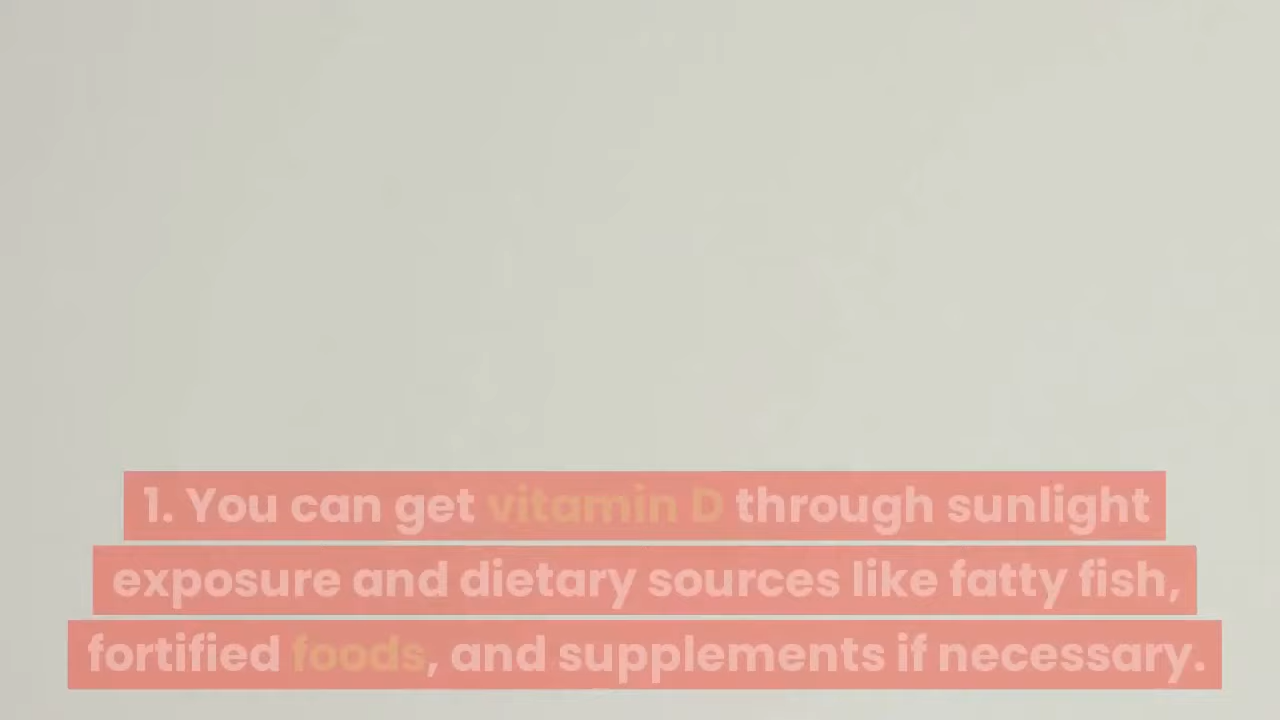 1. You can get vitamin D through sunlight
exposure and dietary sources like fatty fish,
fortified foods, and supplements if necessary.